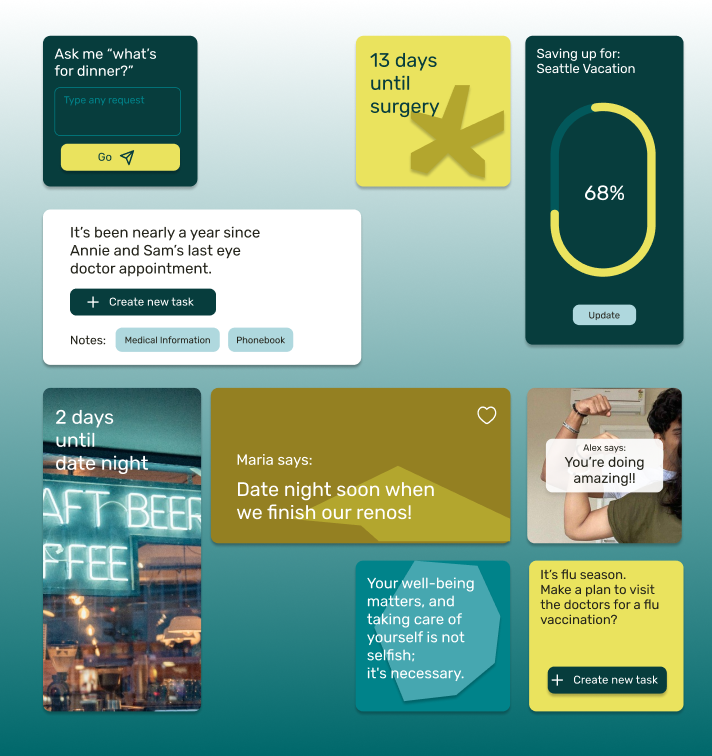 Ask me “what’s
for dinner?”
Type any request
Go
13 days
until
surgery
Saving up for:
Seattle Vacation
68%
Update
It’s been nearly a year since
Annie and Sam’s last eye
doctor appointment.
Create new task
Notes:
Medical Information
Phonebook
2 days
until
date night
AFT BEER
FFEE
Maria says:
Date night soon when
we finish our renos!
Alex says:
You’re doing
amazing!!
Your well-being
matters, and
taking care of
yourself is not
selfish;
it's necessary.
It’s flu season.
Make a plan to visit
the doctors for a flu
vaccination?
Create new task